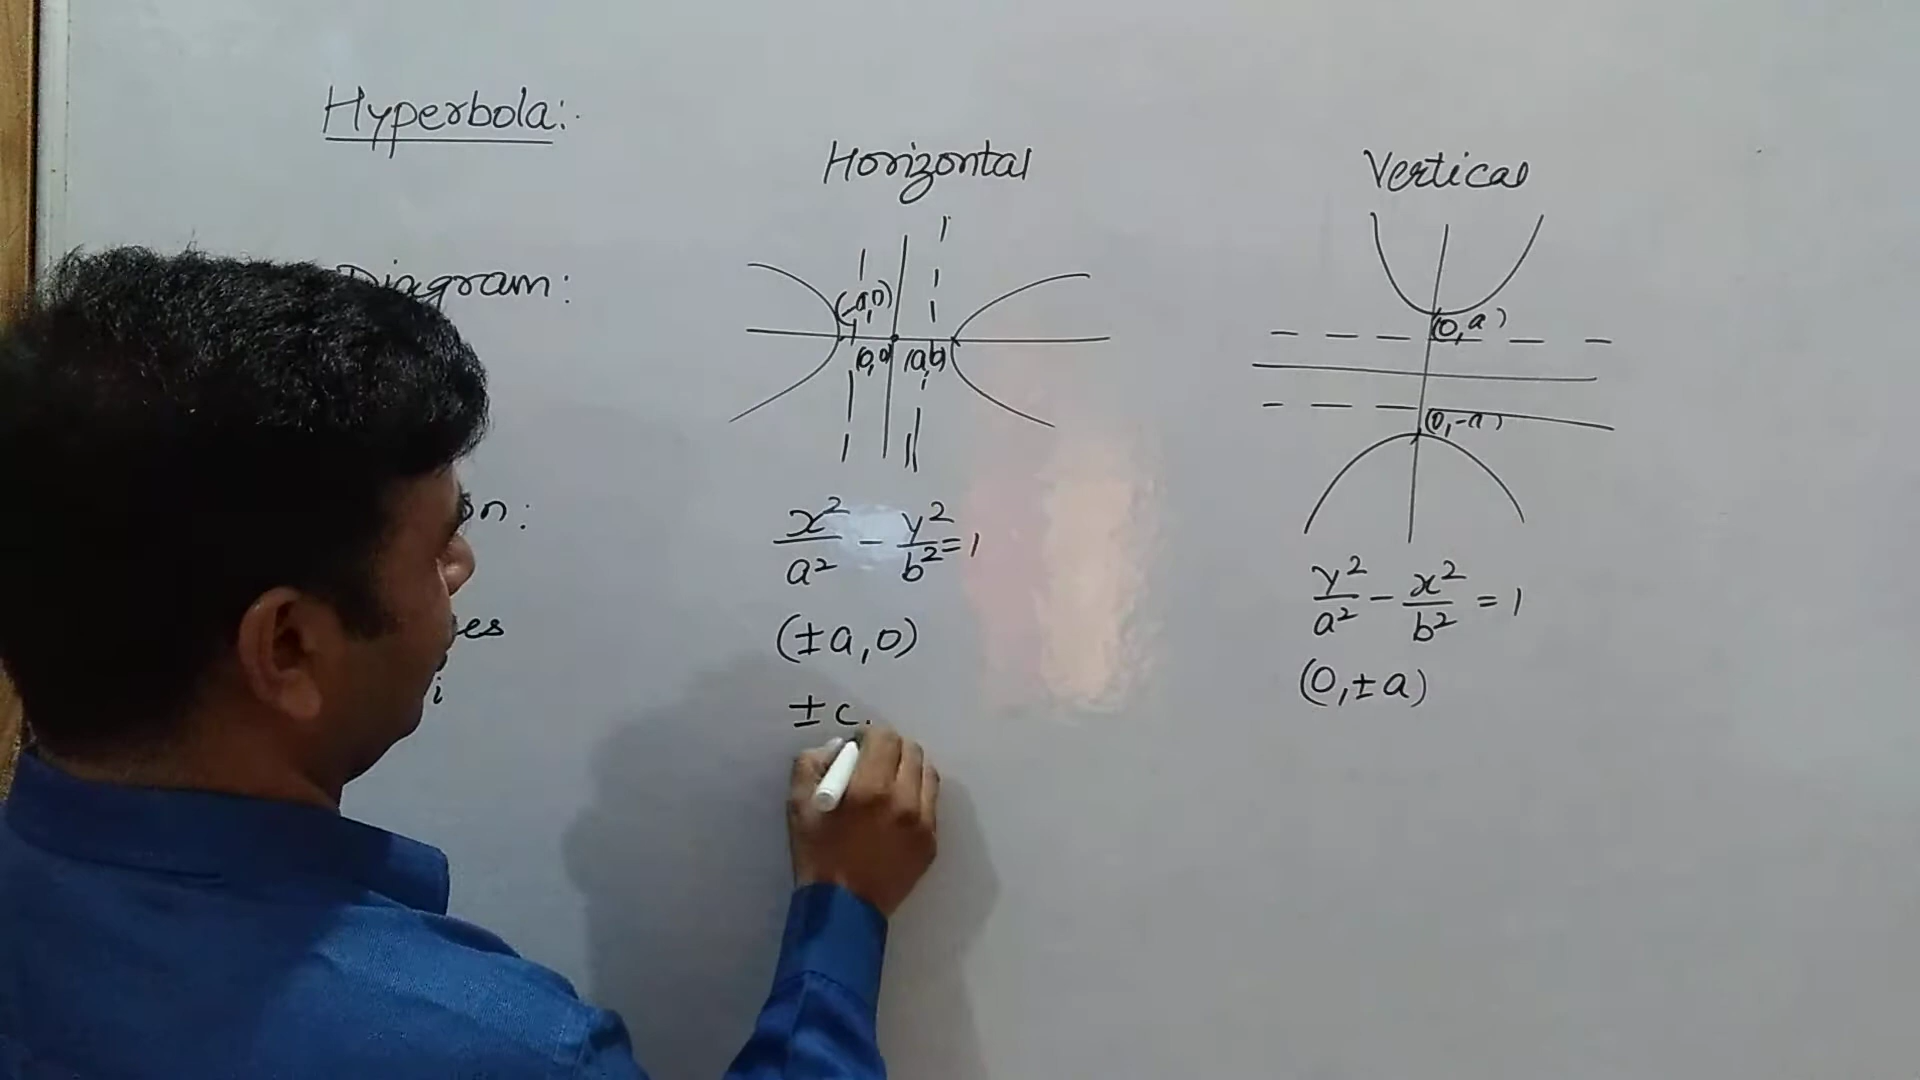 Hyperbola:
Horizontal
Vertical
Diagram:
(-a,0)
(0,0)
(0,a)
(0,-a)
x²/a² - y²/b² = 1
y²/a² - x²/b² = 1
(±a,0)
(0,±a)
±c,